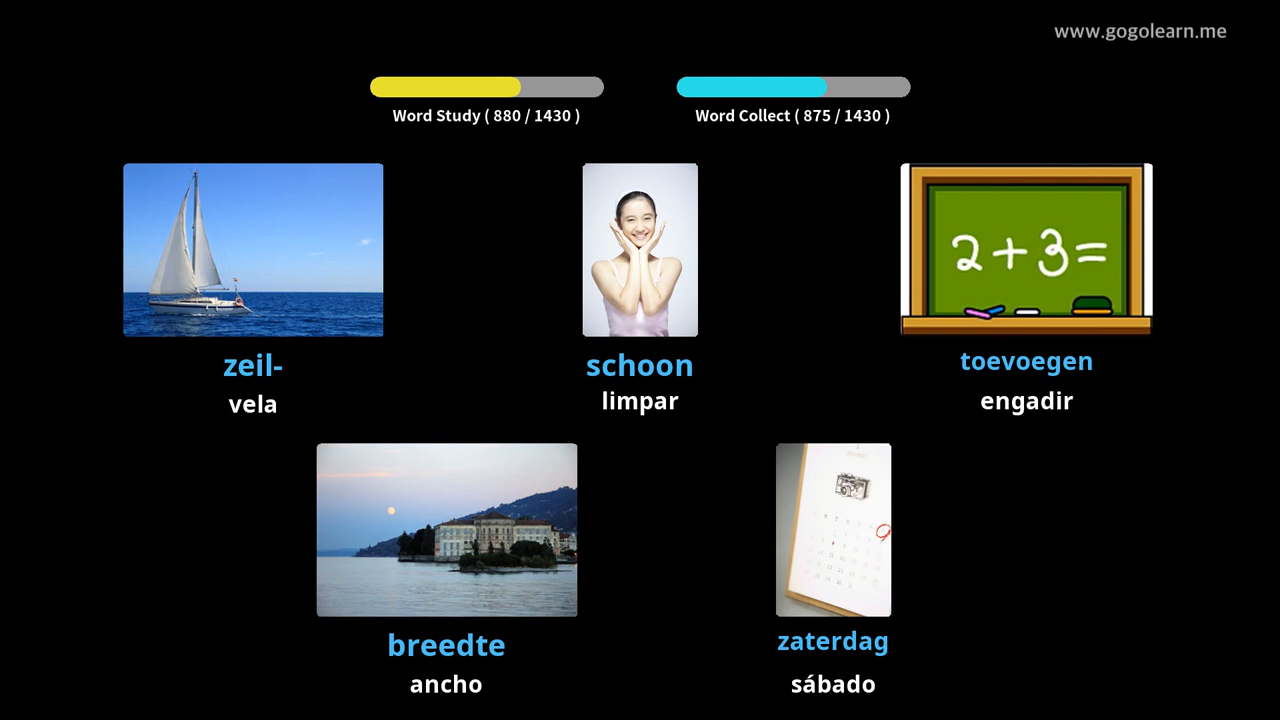 www.gogolearn.me
Word Study ( 880 / 1430 )
Word Collect ( 875 / 1430 )
2+3=
zeil-
vela
schoon
limpar
toevoegen
engadir
breedte
ancho
zaterdag
sábado